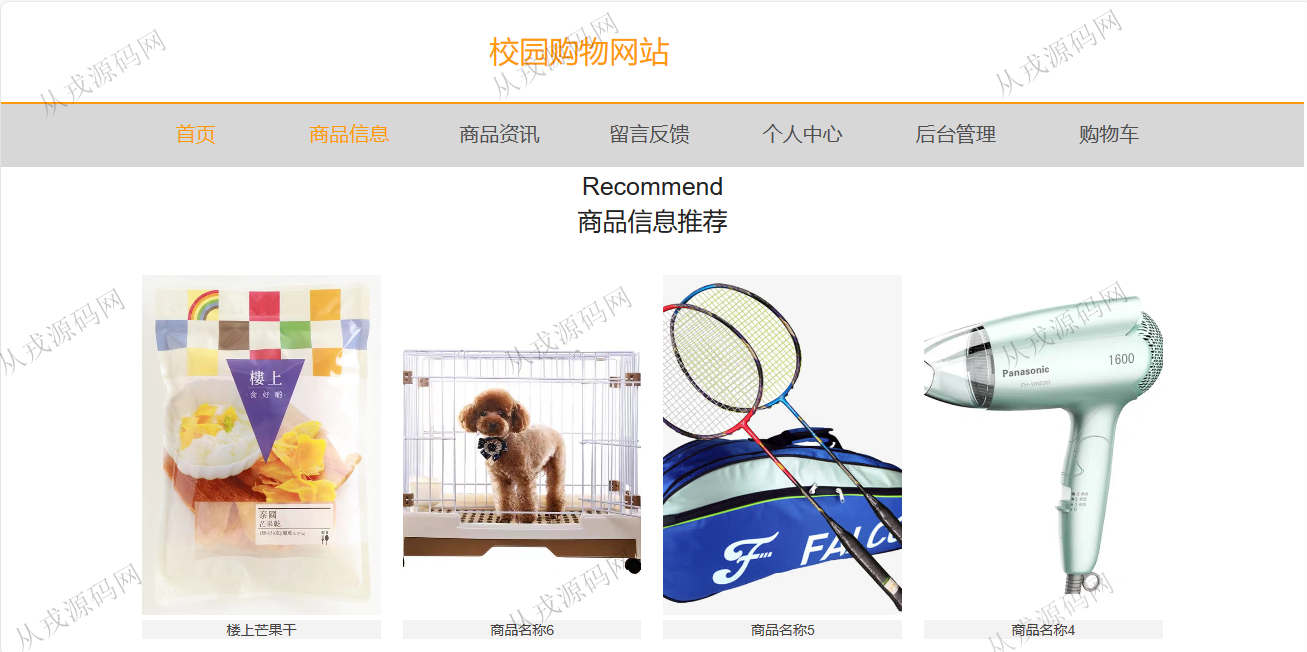 校园购物网站
首页 商品信息 商品资讯 留言反馈 个人中心 后台管理 购物车
Recommend
商品信息推荐
樓上
食好啲
泰國
芒果乾
Panasonic
1600
FALCO
楼上芒果干 商品名称6 商品名称5 商品名称4
从戎源码网
从戎源码网
从戎源码网
从戎源码网
从戎源码网
从戎源码网
从戎源码网
从戎源码网
从戎源码网